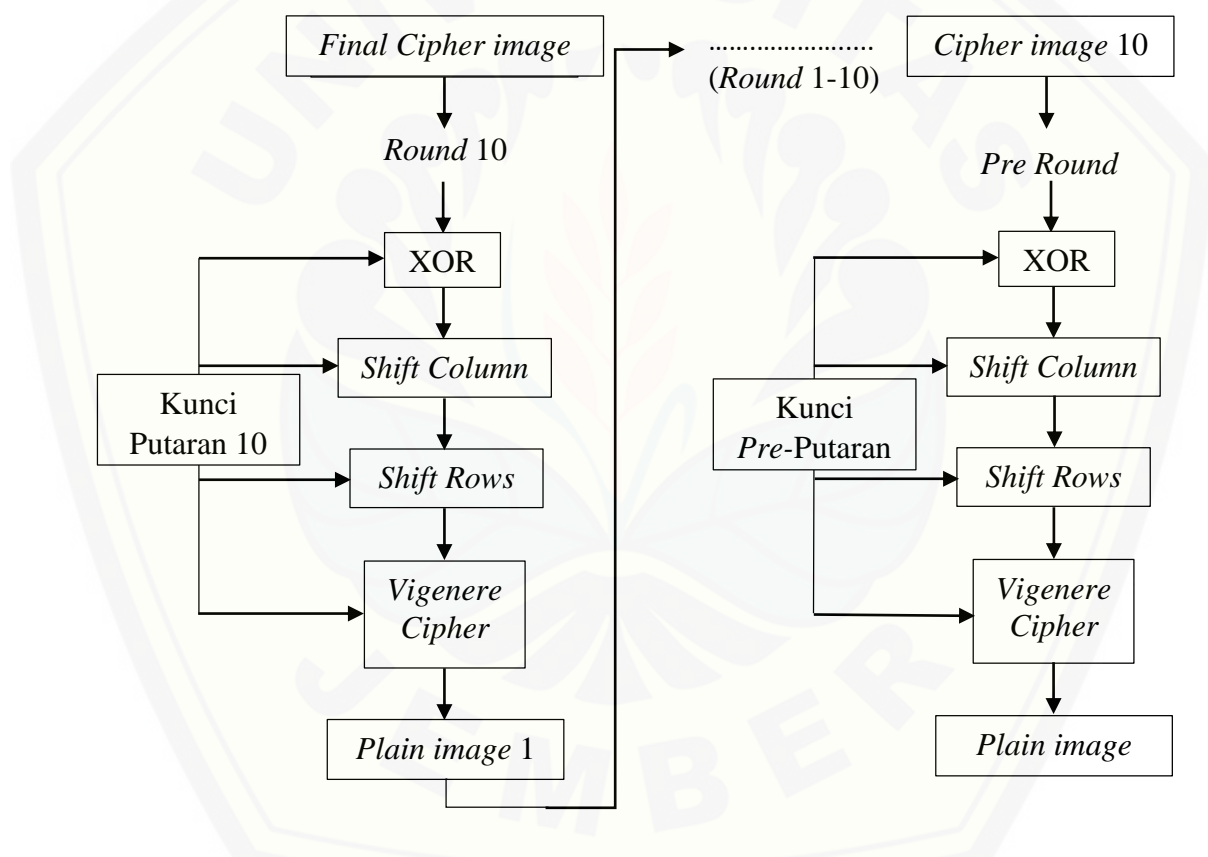 Final Cipher image
Round 10
XOR
Shift Column
Kunci
Putaran 10
Shift Rows
Vigenere
Cipher
Plain image 1
........................
(Round 1-10)
Cipher image 10
Pre Round
XOR
Shift Column
Kunci
Pre-Putaran
Shift Rows
Vigenere
Cipher
Plain image
UNIVERSITAS
JEMBER